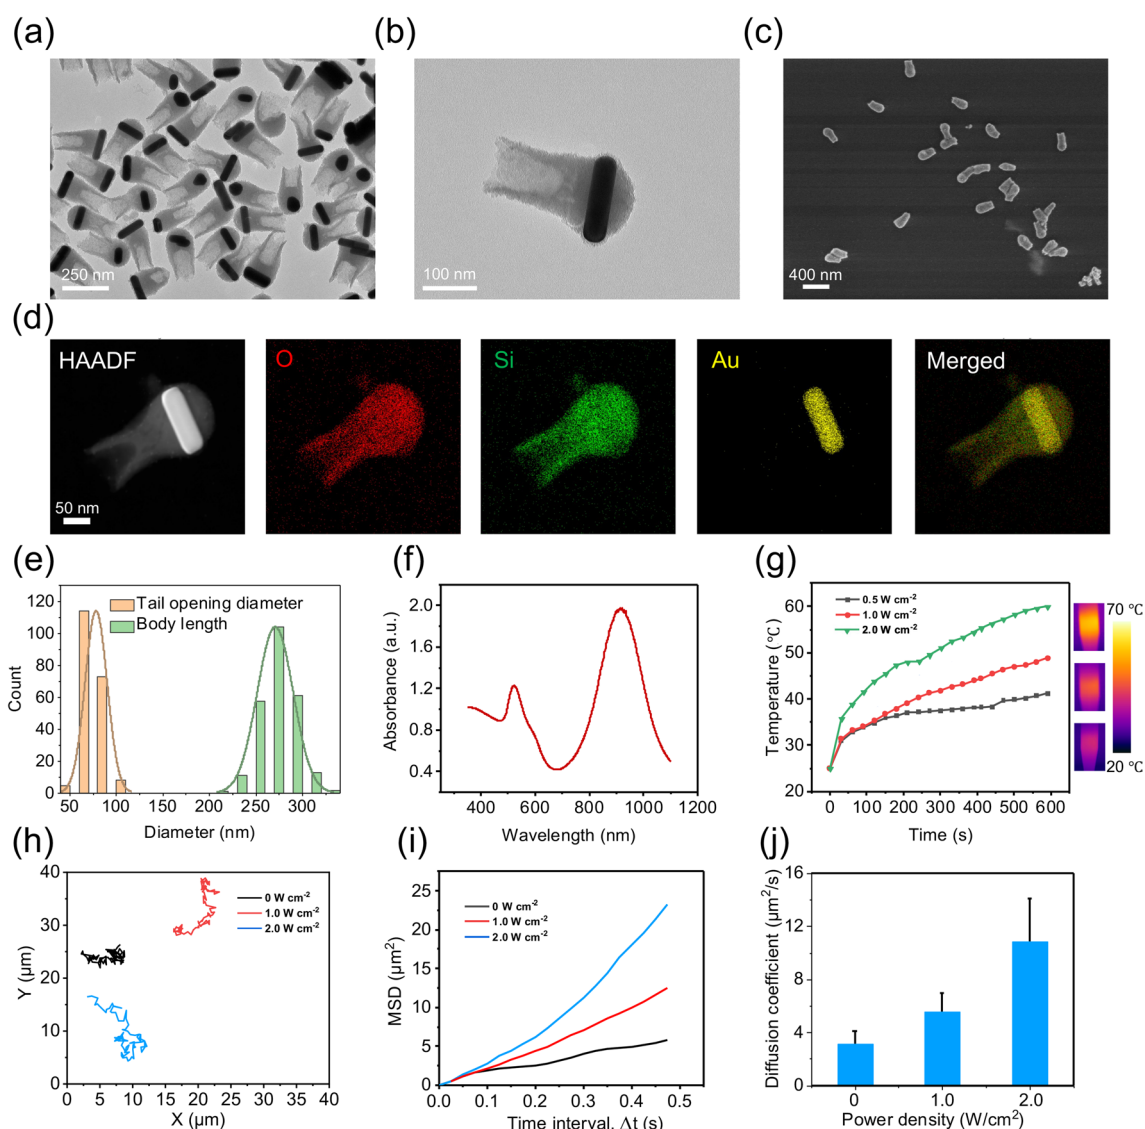 (a)
(b)
(c)
250 nm
100 nm
400 nm
(d)
HAADF
O
Si
Au
Merged
50 nm
(e)
(f)
(g)
120
100
80
60
40
20
0
Count
Tail opening diameter
Body length
50 100 150 200 250 300
Diameter (nm)
2.0
1.6
1.2
0.8
0.4
Absorbance (a.u.)
400 600 800 1000 1200
Wavelength (nm)
60
50
40
30
20
Temperature (℃)
0.5 W cm-2
1.0 W cm-2
2.0 W cm-2
0 100 200 300 400 500 600
Time (s)
70 ℃
20 ℃
(h)
(i)
(j)
40
30
20
10
0
Y (μm)
0 W cm-2
1.0 W cm-2
2.0 W cm-2
0 5 10 15 20 25 30 35 40
X (μm)
25
20
15
10
5
0
MSD (μm2)
0 W cm-2
1.0 W cm-2
2.0 W cm-2
0.0 0.1 0.2 0.3 0.4 0.5
Time interval, Δt (s)
16
12
8
4
0
Diffusion coefficient (μm2/s)
0 1.0 2.0
Power density (W/cm2)